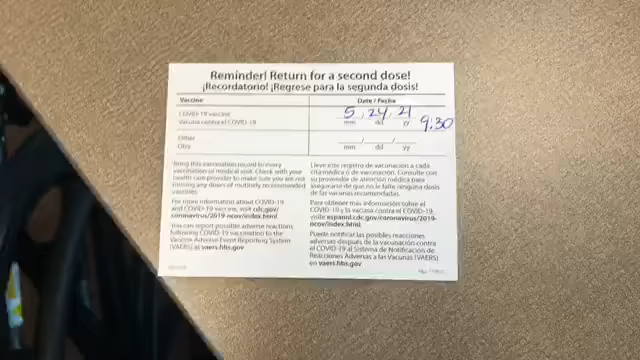 Reminder! Return for a second dose!
¡Recordatorio! ¡Regrese para la segunda dosis!
Vaccine Date / Fecha
COVID-19 vaccine 5 / 24 / 21
Vacuna contra el COVID-19 mm dd yy 9:30
Other / /
Otra mm dd yy
Bring this vaccination record to every
vaccination or medical visit. Check with your
health care provider to make sure you are not
missing any doses of routinely recommended
vaccines.
For more information about COVID-19
and COVID-19 vaccine, visit cdc.gov/
coronavirus/2019-ncov/index.html.
You can report possible adverse reactions
following COVID-19 vaccination to the
Vaccine Adverse Event Reporting System
(VAERS) at vaers.hhs.gov.
Lleve este registro de vacunación a cada
cita médica o de vacunación. Consulte con
su proveedor de atención médica para
asegurarse de que no le falte ninguna dosis
de las vacunas recomendadas.
Para obtener más información sobre el
COVID-19 y la vacuna contra el COVID-19,
visite espanol.cdc.gov/coronavirus/2019-
ncov/index.html.
Puede notificar las posibles reacciones
adversas después de la vacunación contra
el COVID-19 al Sistema de Notificación de
Reacciones Adversas a las Vacunas (VAERS)
en vaers.hhs.gov.